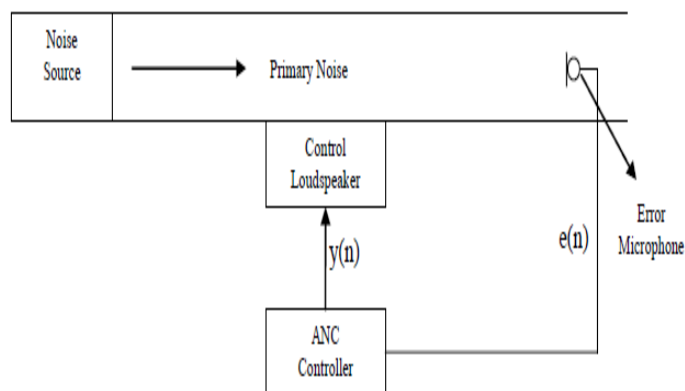 Noise
Source
Primary Noise
Control
Loudspeaker
y(n)
e(n)
Error
Microphone
ANC
Controller